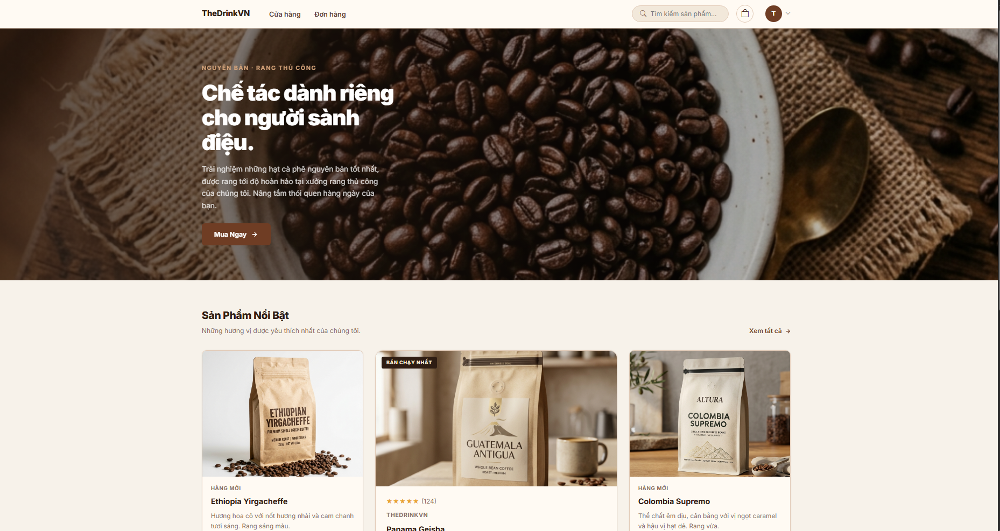 TheDrinkVN
Cửa hàng
Đơn hàng
Tìm kiếm sản phẩm...
T
NGUYÊN BẢN · RANG THỦ CÔNG
Chế tác dành riêng
cho người sành
điệu.
Trải nghiệm những hạt cà phê nguyên bản tốt nhất,
được rang tới độ hoàn hảo tại xưởng rang thủ công
của chúng tôi. Nâng tầm thói quen hàng ngày của
bạn.
Mua Ngay →
Sản Phẩm Nổi Bật
Những hương vị được yêu thích nhất của chúng tôi.
Xem tất cả →
ETHIOPIAN
YIRGACHEFFE
PREMIUM SINGLE ORIGIN COFFEE
MEDIUM ROAST | WHOLE BEAN
250g | NET WT 8.8oz
HÀNG MỚI
Ethiopia Yirgacheffe
Hương hoa cỏ với nốt hương nhài và cam chanh
tươi sáng. Rang sáng màu.
BÁN CHẠY NHẤT
GUATEMALA
ANTIGUA
WHOLE BEAN COFFEE
ROAST: MEDIUM
★★★★★ (124)
THEDRINKVN
Panama Geisha
ALTURA
COLOMBIA
SUPREMO
SINGLE ORIGIN COFFEE BEANS
HÀNG MỚI
Colombia Supremo
Thể chất êm dịu, cân bằng với vị ngọt caramel
và hậu vị hạt dẻ. Rang vừa.